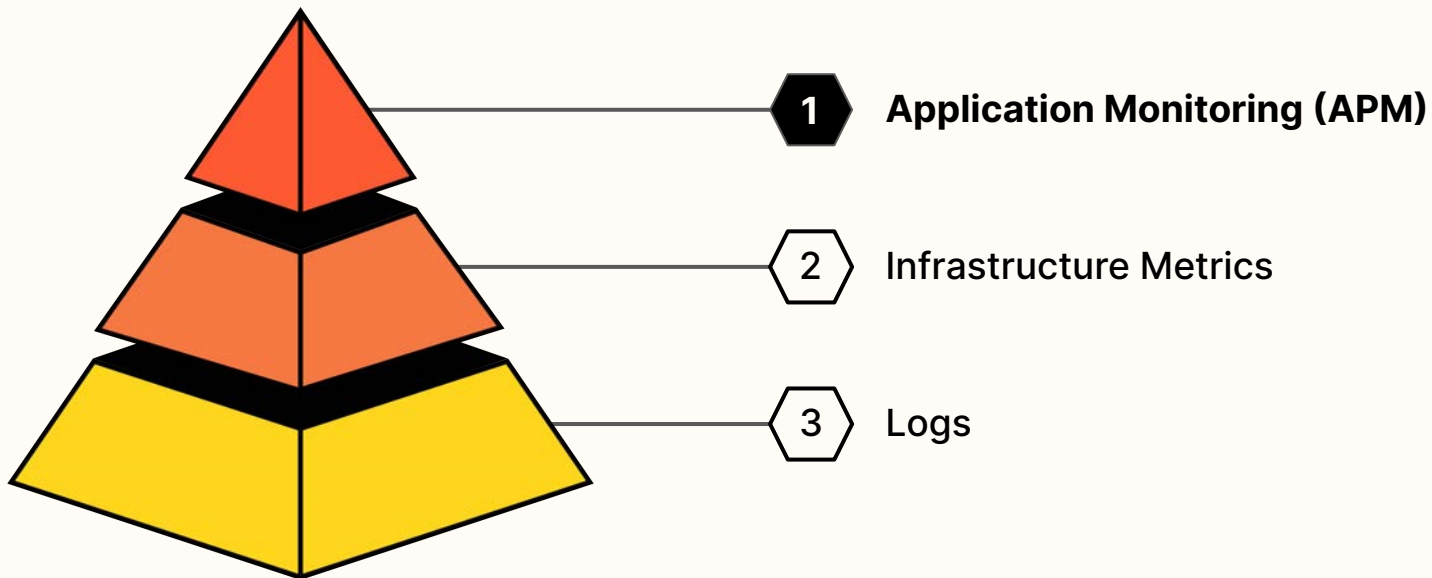 1 Application Monitoring (APM)
2 Infrastructure Metrics
3 Logs